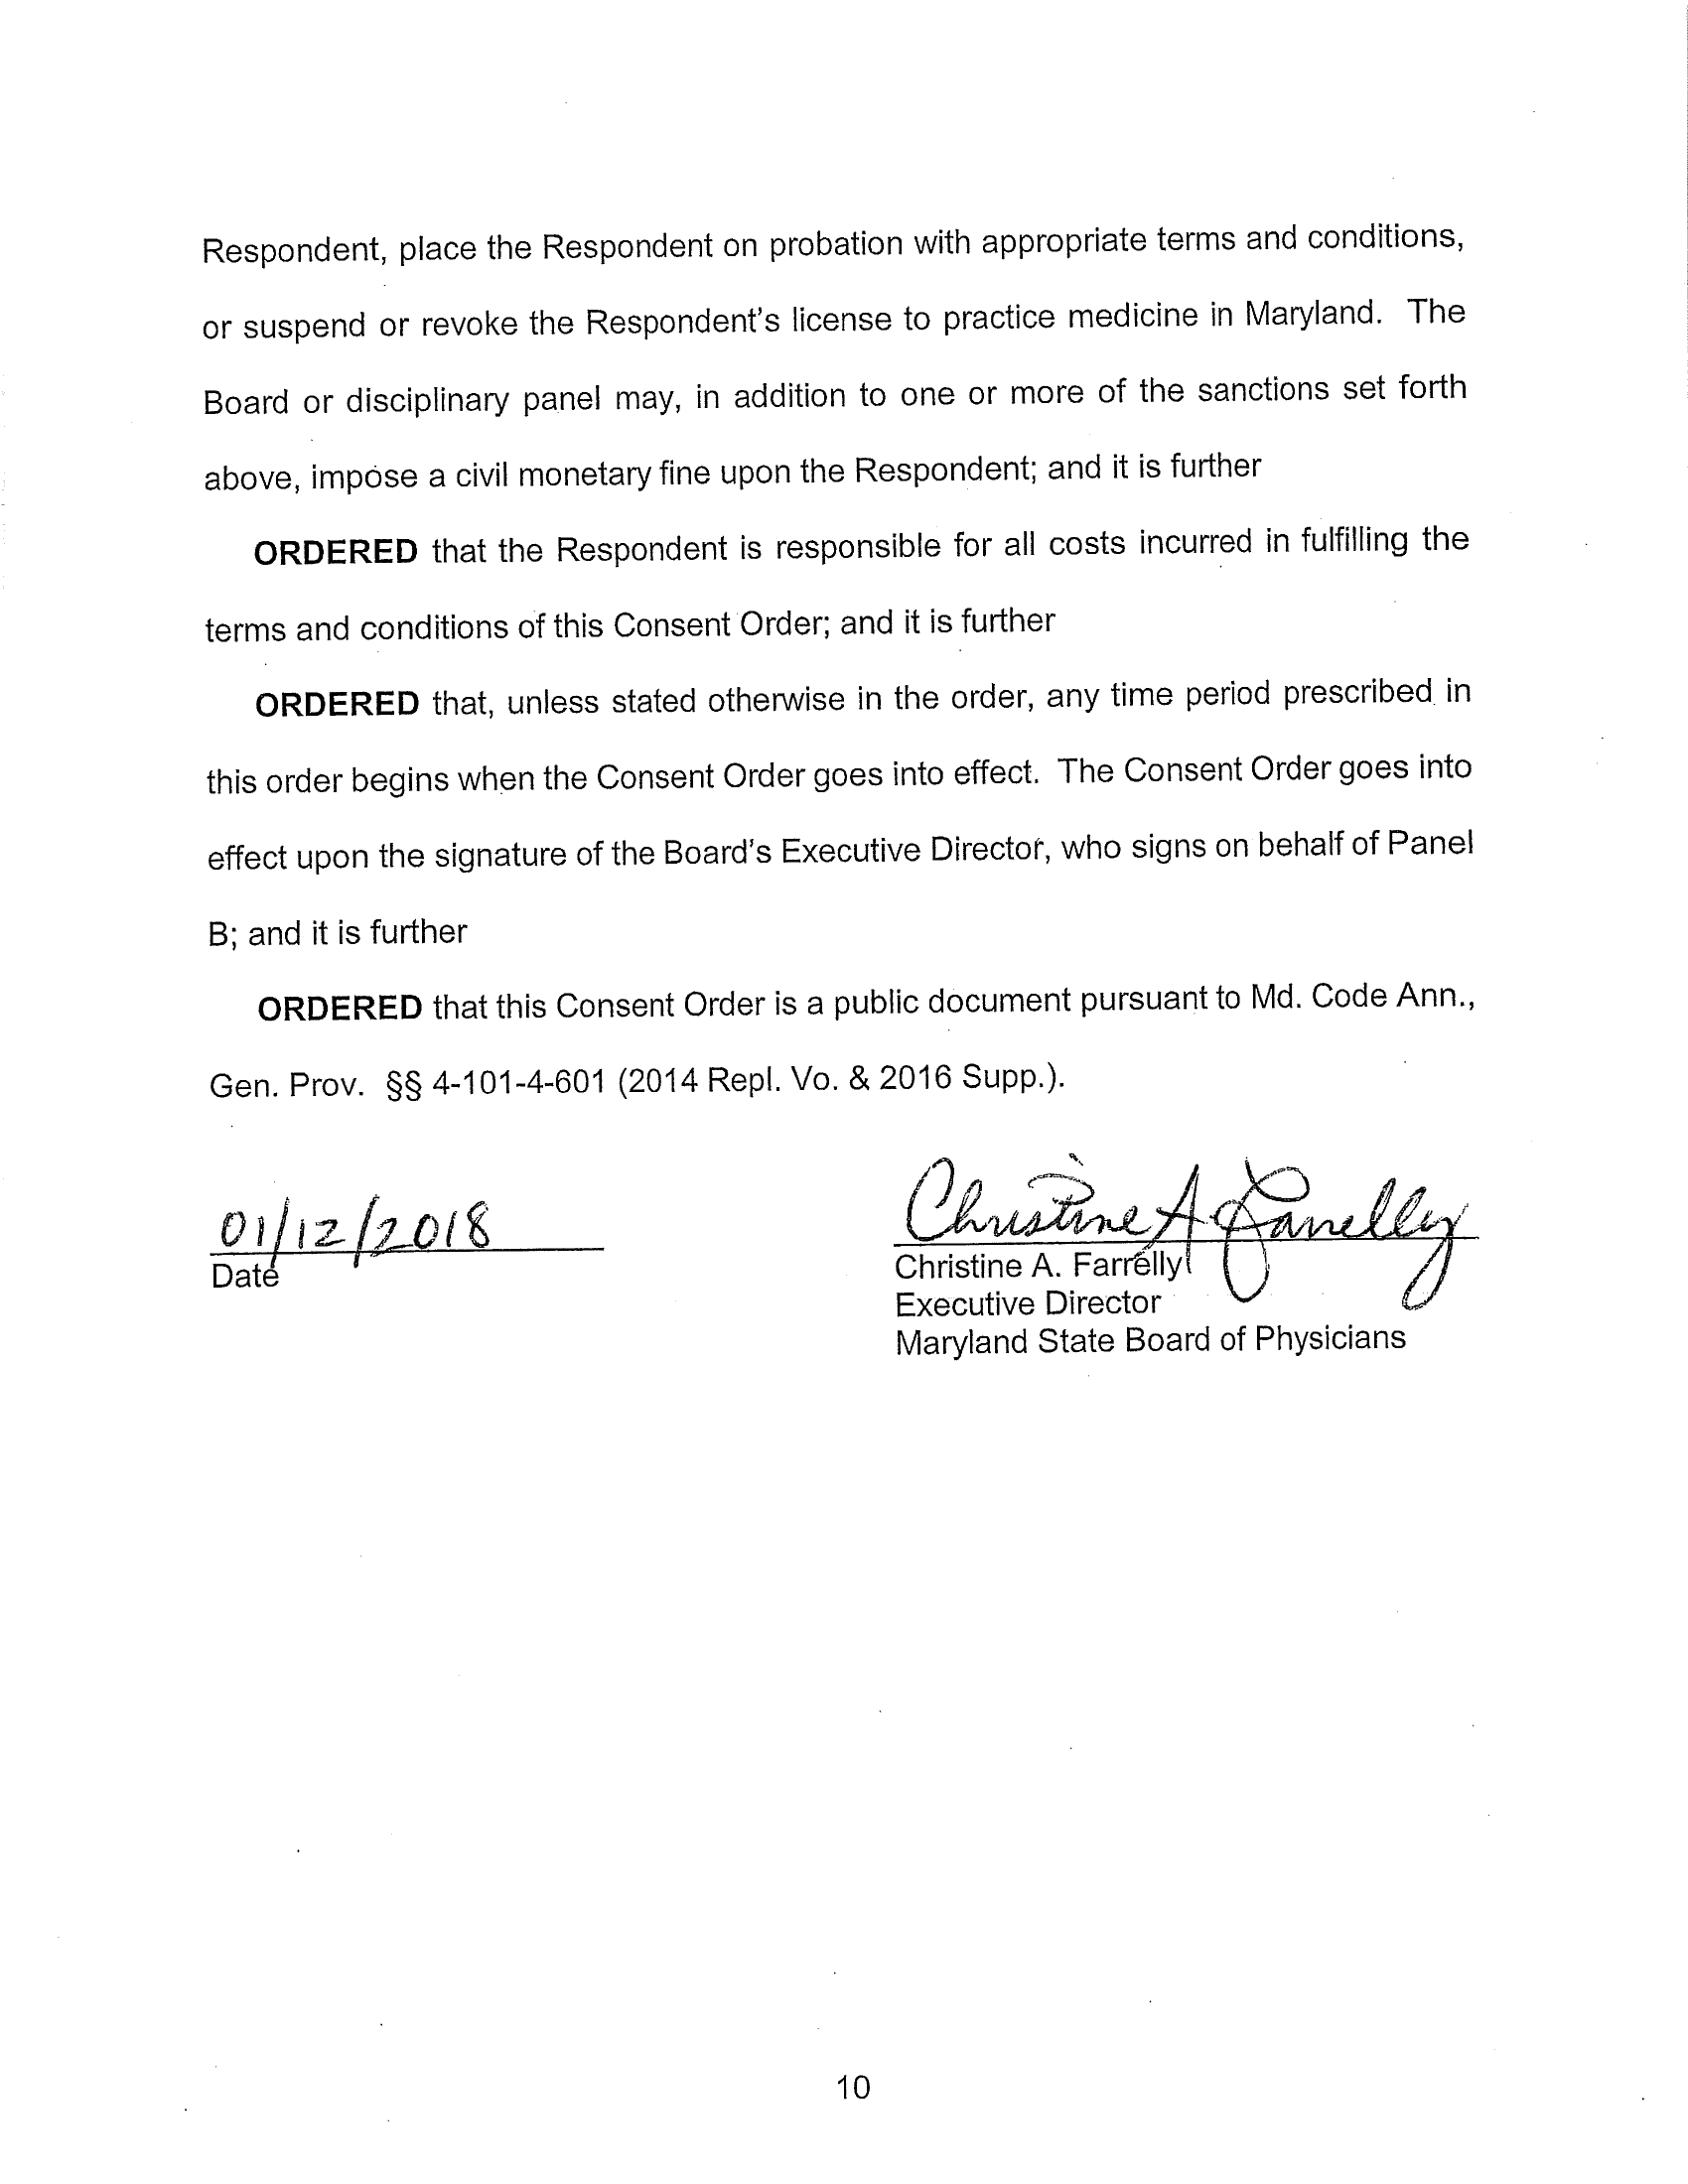 Respondent, place the Respondent on probation with appropriate terms and conditions,
or suspend or revoke the Respondent's license to practice medicine in Maryland. The
Board or disciplinary panel may, in addition to one or more of the sanctions set forth
above, impose a civil monetary fine upon the Respondent; and it is further
ORDERED that the Respondent is responsible for all costs incurred in fulfilling the
terms and conditions of this Consent Order; and it is further
ORDERED that, unless stated otherwise in the order, any time period prescribed in
this order begins when the Consent Order goes into effect. The Consent Order goes into
effect upon the signature of the Board's Executive Director, who signs on behalf of Panel
B; and it is further
ORDERED that this Consent Order is a public document pursuant to Md. Code Ann.,
Gen. Prov. §§ 4-101-4-601 (2014 Repl. Vo. & 2016 Supp.).
01/12/2018
Date
Christine A Farrelly
Christine A. Farrelly
Executive Director
Maryland State Board of Physicians
10